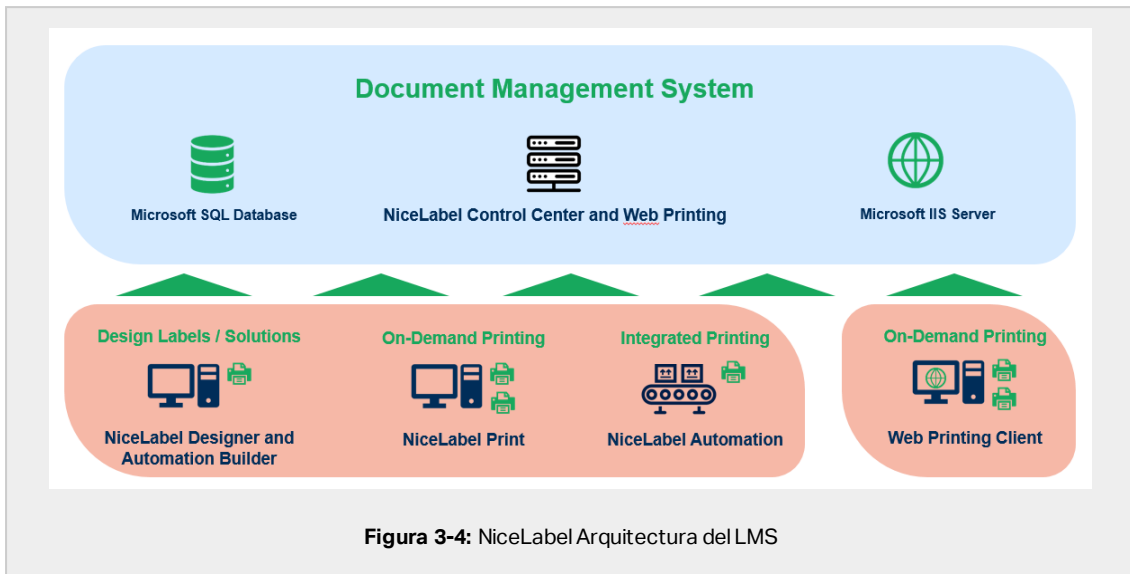 Document Management System
Microsoft SQL Database
NiceLabel Control Center and Web Printing
Microsoft IIS Server
Design Labels / Solutions
On-Demand Printing
Integrated Printing
On-Demand Printing
NiceLabel Designer and
Automation Builder
NiceLabel Print
NiceLabel Automation
Web Printing Client
Figura 3-4: NiceLabel Arquitectura del LMS